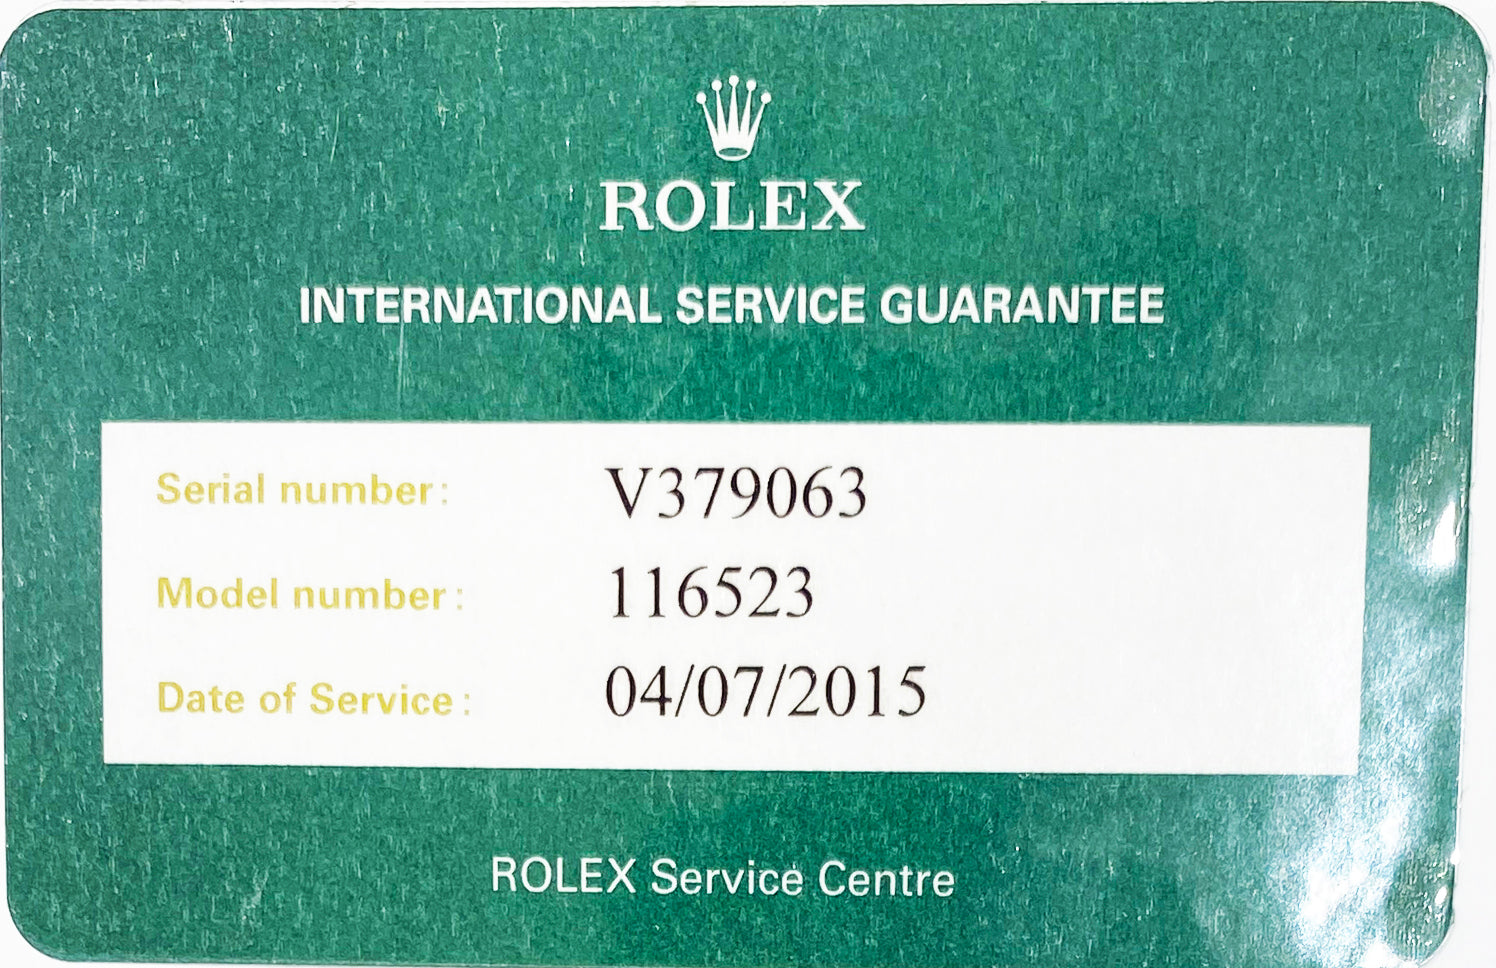 ROLEX
INTERNATIONAL SERVICE GUARANTEE
Serial number: V379063
Model number: 116523
Date of Service: 04/07/2015
ROLEX Service Centre